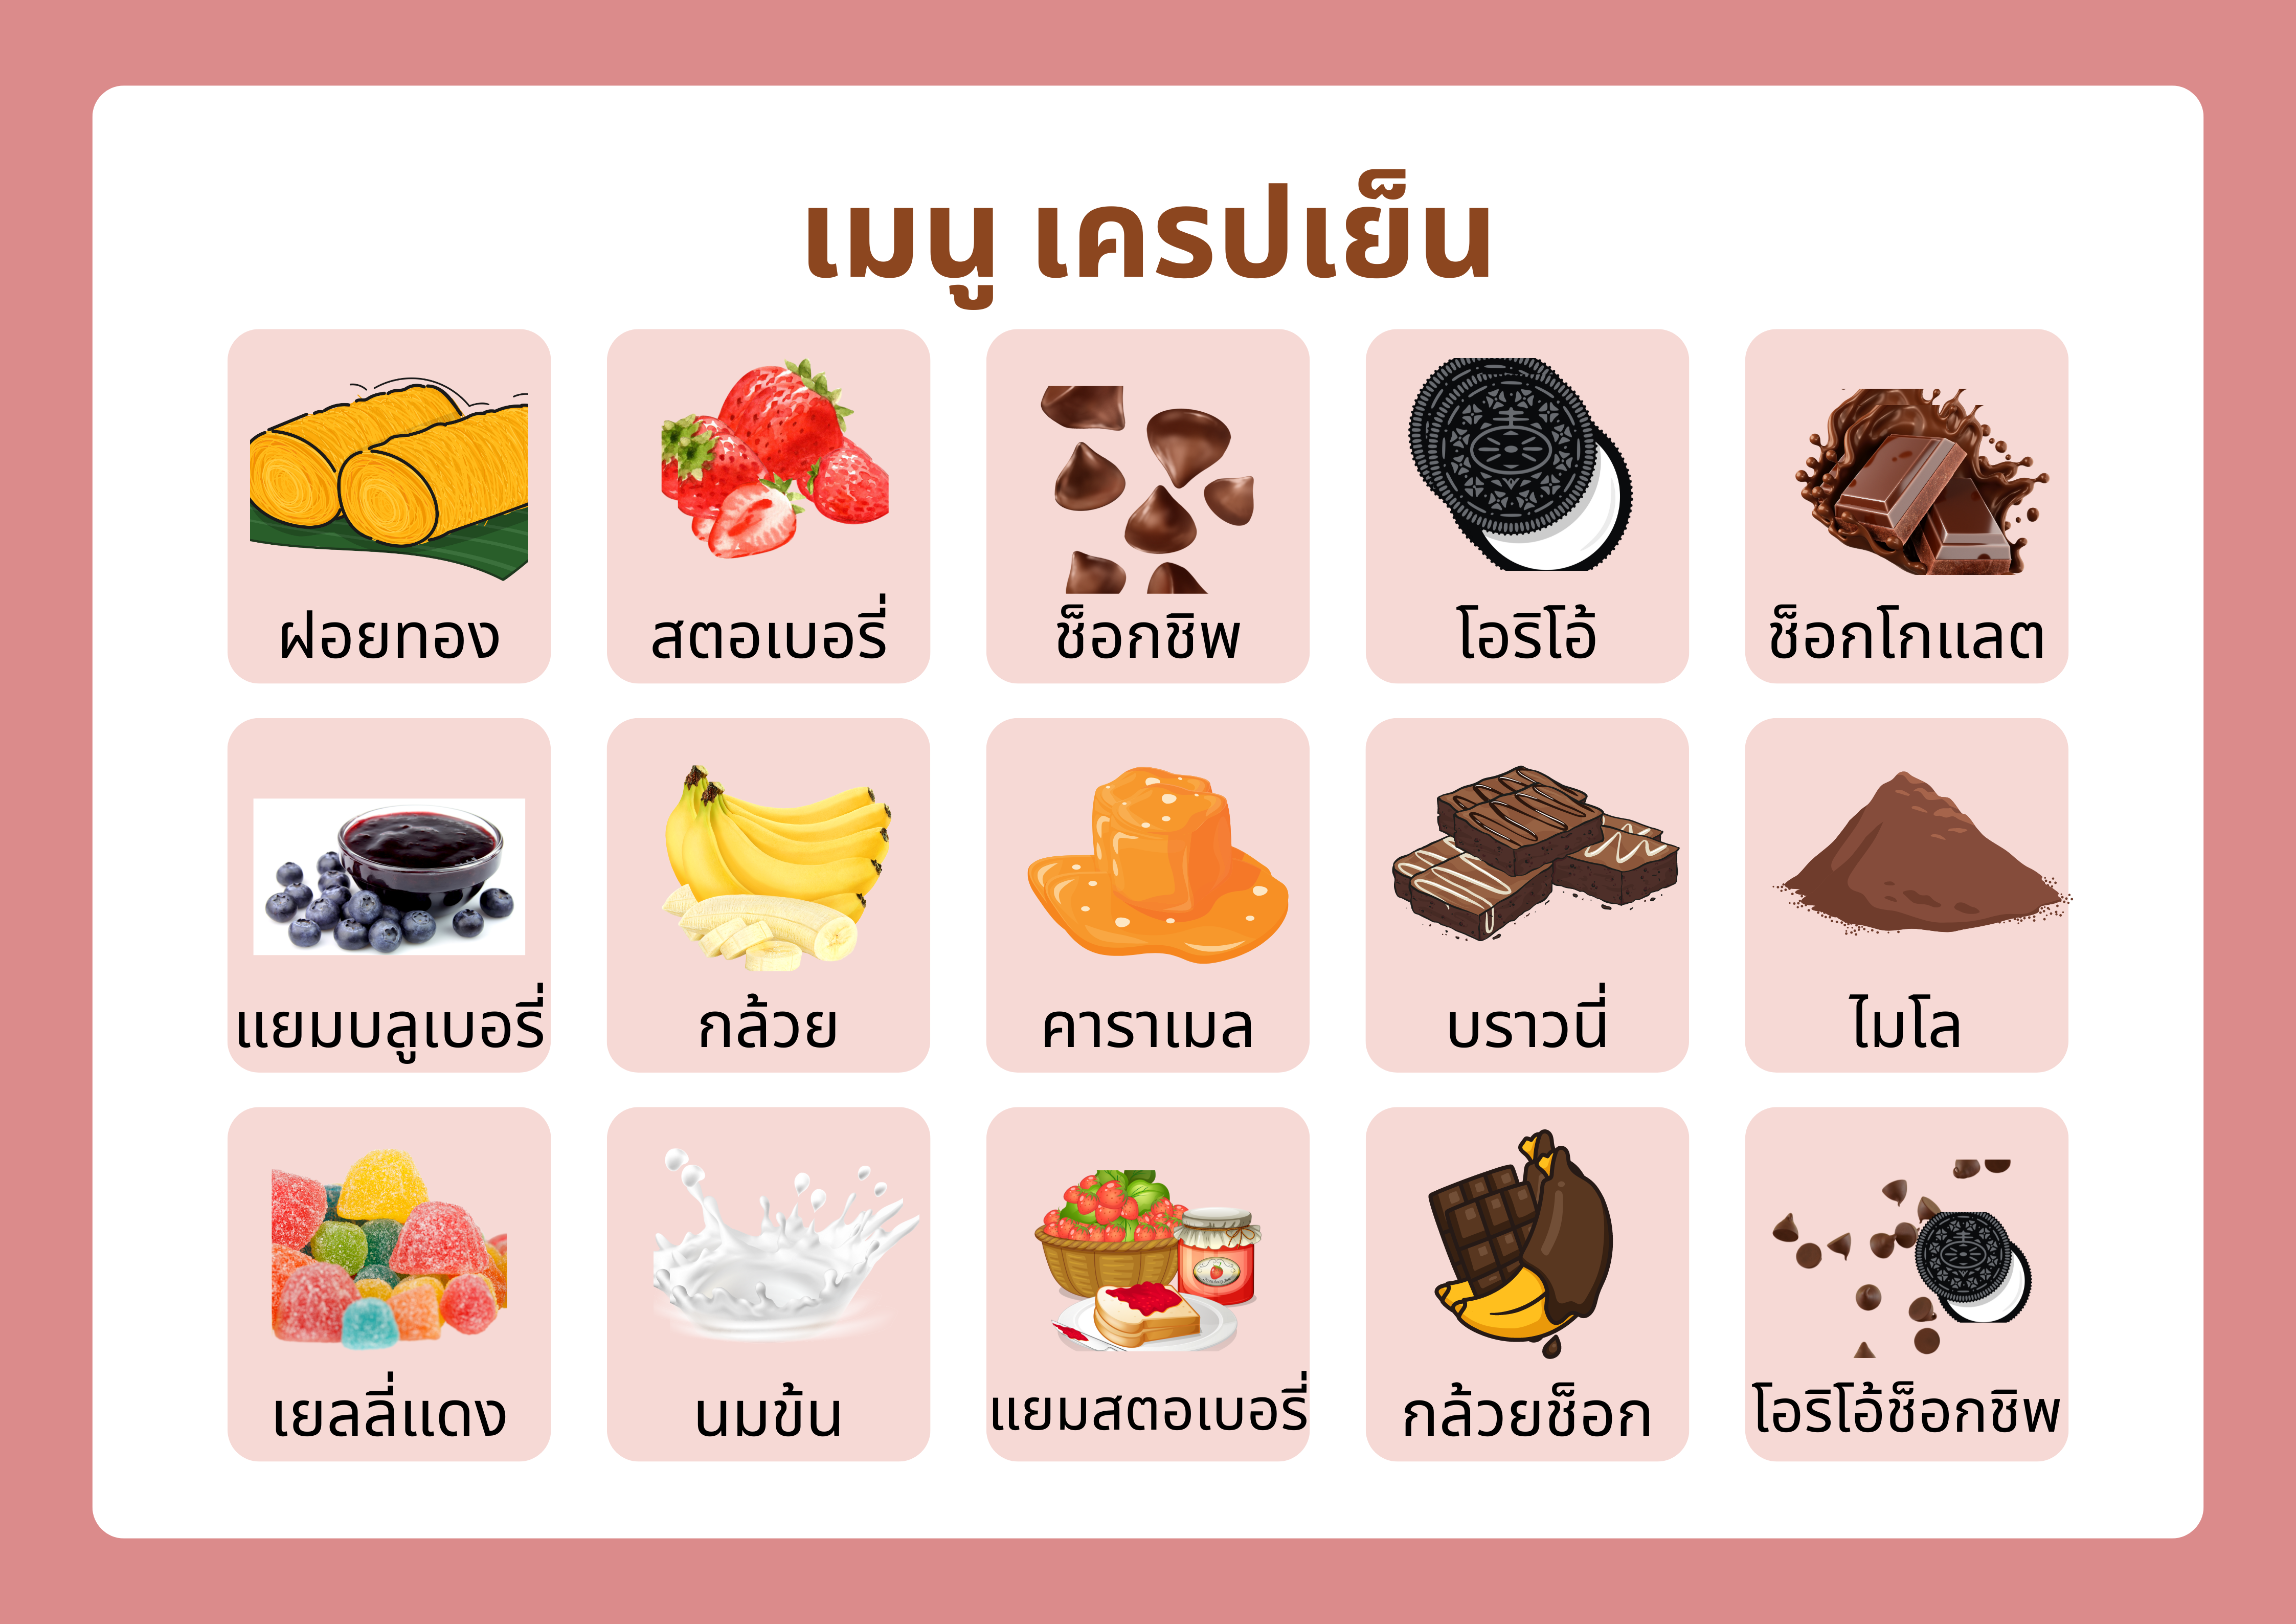 เมนู เครปเย็น
ฝอยทอง
สตอเบอรี่
ช็อกชิพ
โอริโอ้
ช็อกโกแลต
แยมบลูเบอรี่
กล้วย
คาราเมล
บราวนี่
ไมโล
เยลลี่แดง
นมข้น
แยมสตอเบอรี่
กล้วยช็อก
โอริโอ้ช็อกชิพ